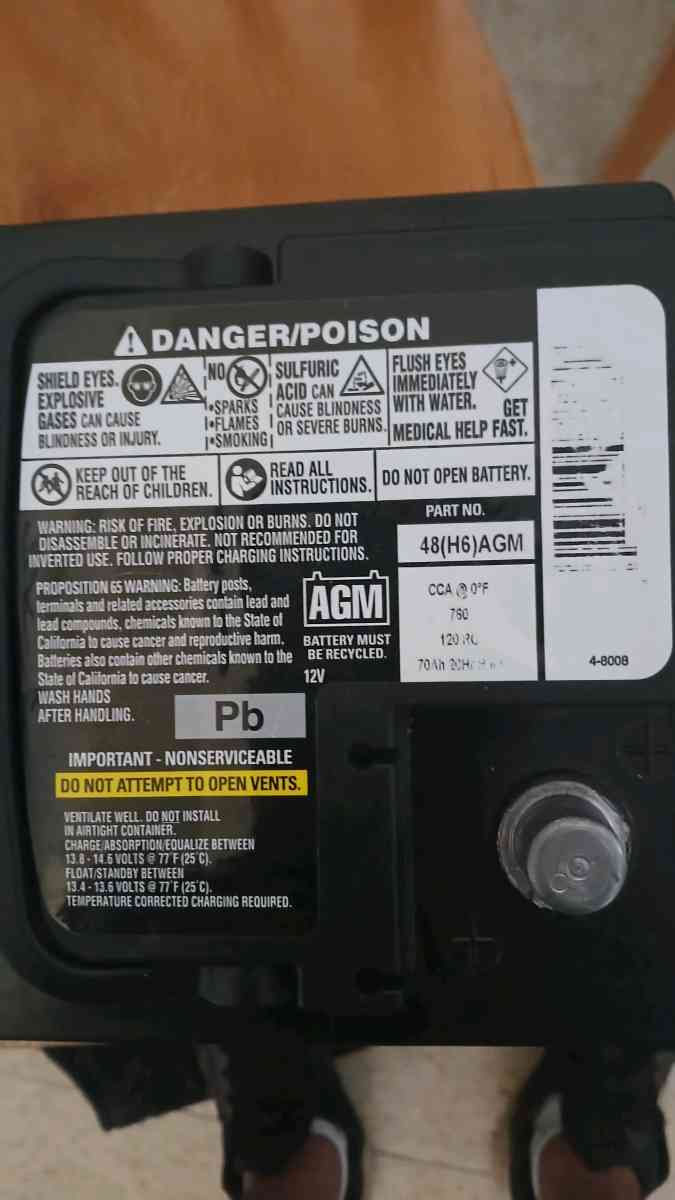 DANGER/POISON
SHIELD EYES.
EXPLOSIVE
GASES CAN CAUSE
BLINDNESS OR INJURY.
NO
•SPARKS
•FLAMES
•SMOKING
SULFURIC
ACID CAN
CAUSE BLINDNESS
OR SEVERE BURNS.
FLUSH EYES
IMMEDIATELY
WITH WATER. GET
MEDICAL HELP FAST.
KEEP OUT OF THE
REACH OF CHILDREN.
READ ALL
INSTRUCTIONS.
DO NOT OPEN BATTERY.
WARNING: RISK OF FIRE, EXPLOSION OR BURNS. DO NOT
DISASSEMBLE OR INCINERATE. NOT RECOMMENDED FOR
INVERTED USE. FOLLOW PROPER CHARGING INSTRUCTIONS.
PART NO.
48(H6)AGM
PROPOSITION 65 WARNING: Battery posts,
terminals and related accessories contain lead and
lead compounds, chemicals known to the State of
California to cause cancer and reproductive harm.
Batteries also contain other chemicals known to the
State of California to cause cancer.
WASH HANDS
AFTER HANDLING.
AGM
BATTERY MUST
BE RECYCLED.
12V
CCA @ 0°F
760
120 RC
70Ah 20Hr
4-8008
Pb
IMPORTANT - NONSERVICEABLE
DO NOT ATTEMPT TO OPEN VENTS.
VENTILATE WELL. DO NOT INSTALL
IN AIRTIGHT CONTAINER.
CHARGE/ABSORPTION/EQUALIZE BETWEEN
13.8 - 14.6 VOLTS @ 77°F (25°C).
FLOAT/STANDBY BETWEEN
13.4 - 13.6 VOLTS @ 77°F (25°C).
TEMPERATURE CORRECTED CHARGING REQUIRED.